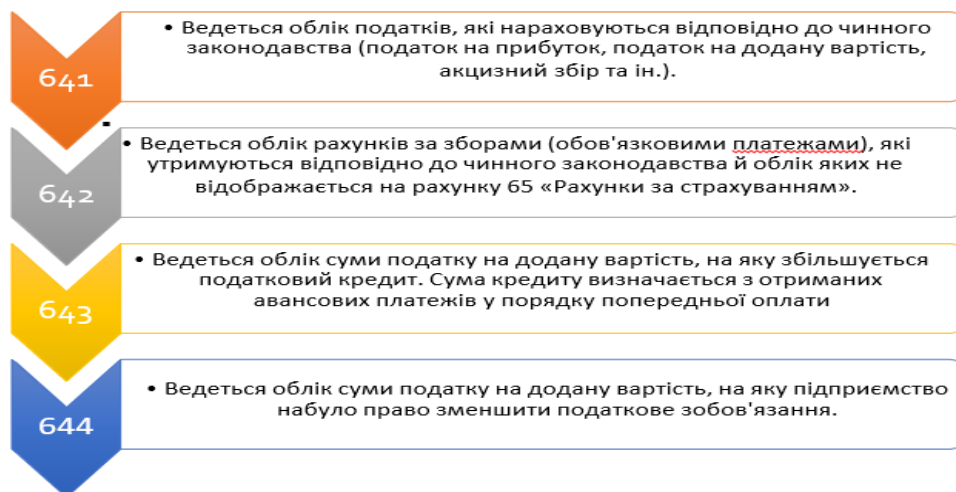 641
• Ведеться облік податків, які нараховуються відповідно до чинного
законодавства (податок на прибуток, податок на додану вартість,
акцизний збір та ін.).
642
• Ведеться облік рахунків за зборами (обов'язковими платежами), які
утримуються відповідно до чинного законодавства й облік яких не
відображається на рахунку 65 «Рахунки за страхуванням».
643
• Ведеться облік суми податку на додану вартість, на яку збільшується
податковий кредит. Сума кредиту визначається з отриманих
авансових платежів у порядку попередньої оплати
644
• Ведеться облік суми податку на додану вартість, на яку підприємство
набуло право зменшити податкове зобов'язання.